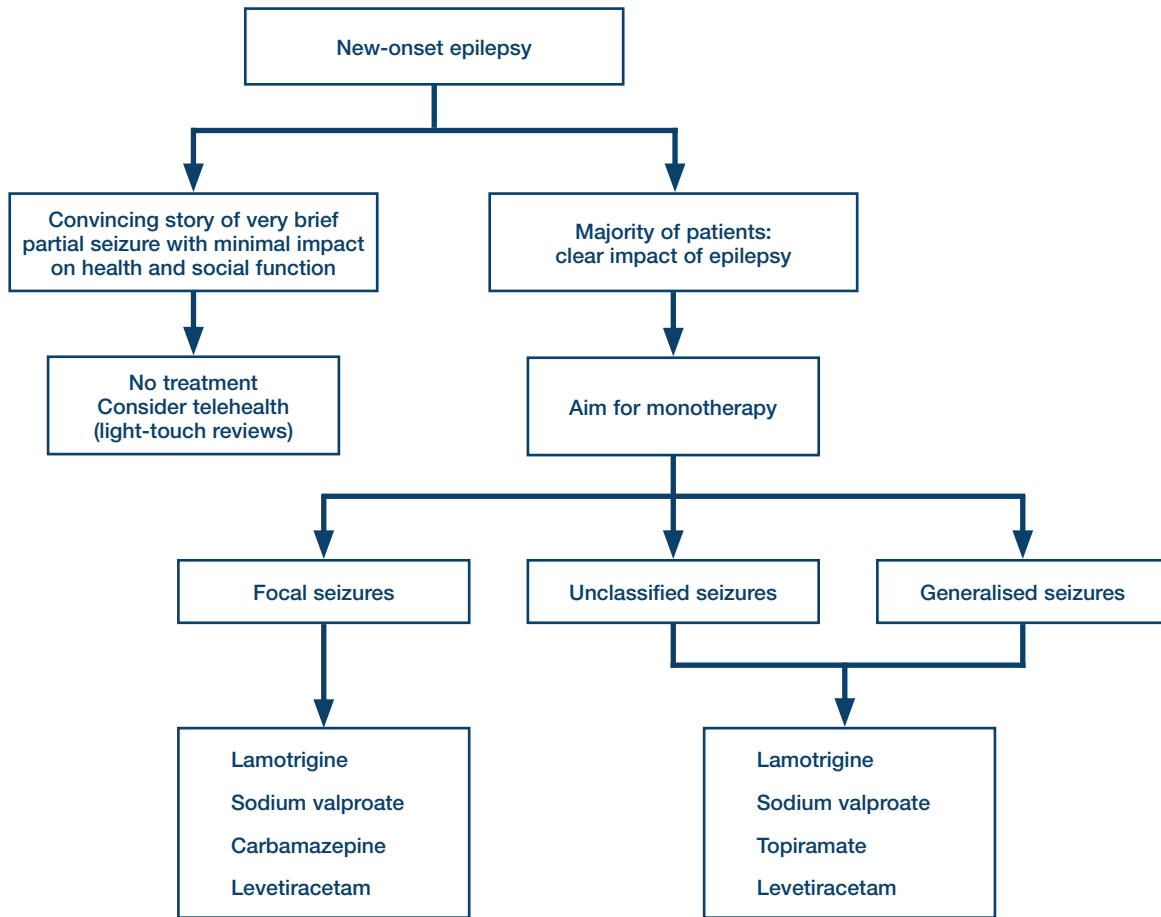 New-onset epilepsy
Convincing story of very brief
partial seizure with minimal impact
on health and social function
Majority of patients:
clear impact of epilepsy
No treatment
Consider telehealth
(light-touch reviews)
Aim for monotherapy
Focal seizures
Unclassified seizures
Generalised seizures
Lamotrigine
Sodium valproate
Carbamazepine
Levetiracetam
Lamotrigine
Sodium valproate
Topiramate
Levetiracetam